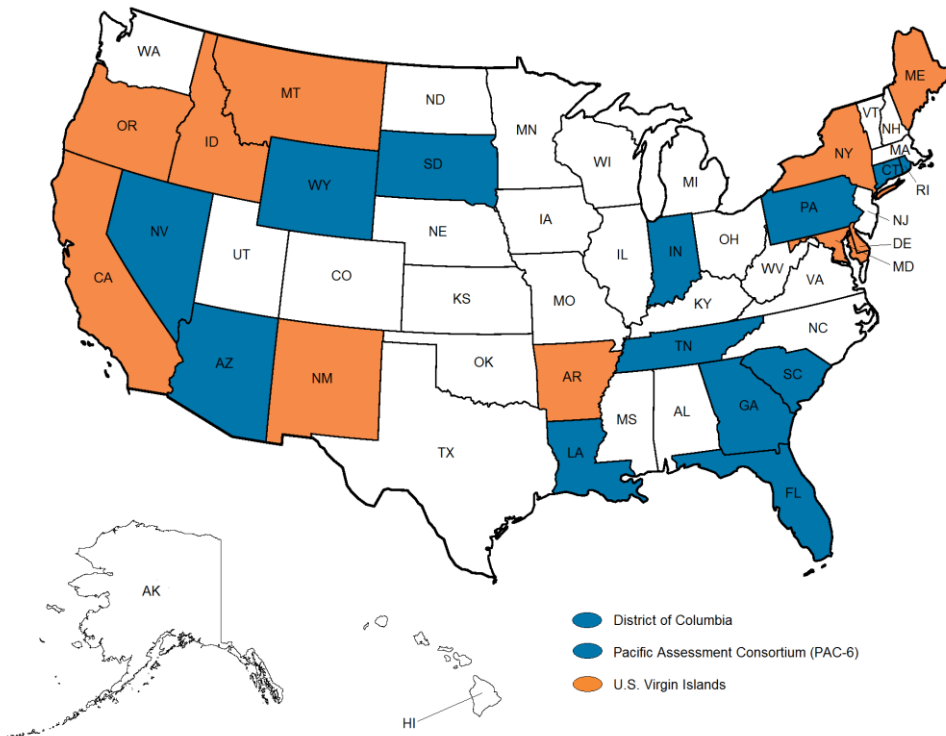 WA
ME
MT
ND
VT
NH
OR
MN
ID
NY
MA
WI
SD
CT
WY
MI
RI
PA
IA
NJ
NE
NV
OH
IN
DE
UT
IL
MD
CA
CO
WV
VA
KS
MO
KY
NC
TN
OK
AZ
NM
AR
SC
GA
MS
AL
TX
LA
FL
AK
District of Columbia
Pacific Assessment Consortium (PAC-6)
U.S. Virgin Islands
HI